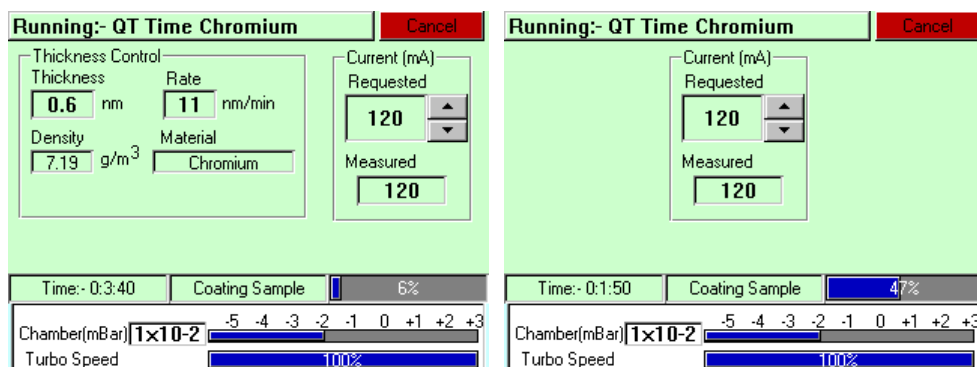 Running:- QT Time Chromium Cancel
Thickness Control
Thickness Rate
0.6 nm 11 nm/min
Density Material
7.19 g/m3 Chromium
Current (mA)
Requested
120
Measured
120
Time:- 0:3:40 Coating Sample 6%
Chamber(mBar) 1x10-2 -5 -4 -3 -2 -1 0 +1 +2 +3
Turbo Speed 100%
Running:- QT Time Chromium Cancel
Current (mA)
Requested
120
Measured
120
Time:- 0:1:50 Coating Sample 47%
Chamber(mBar) 1x10-2 -5 -4 -3 -2 -1 0 +1 +2 +3
Turbo Speed 100%